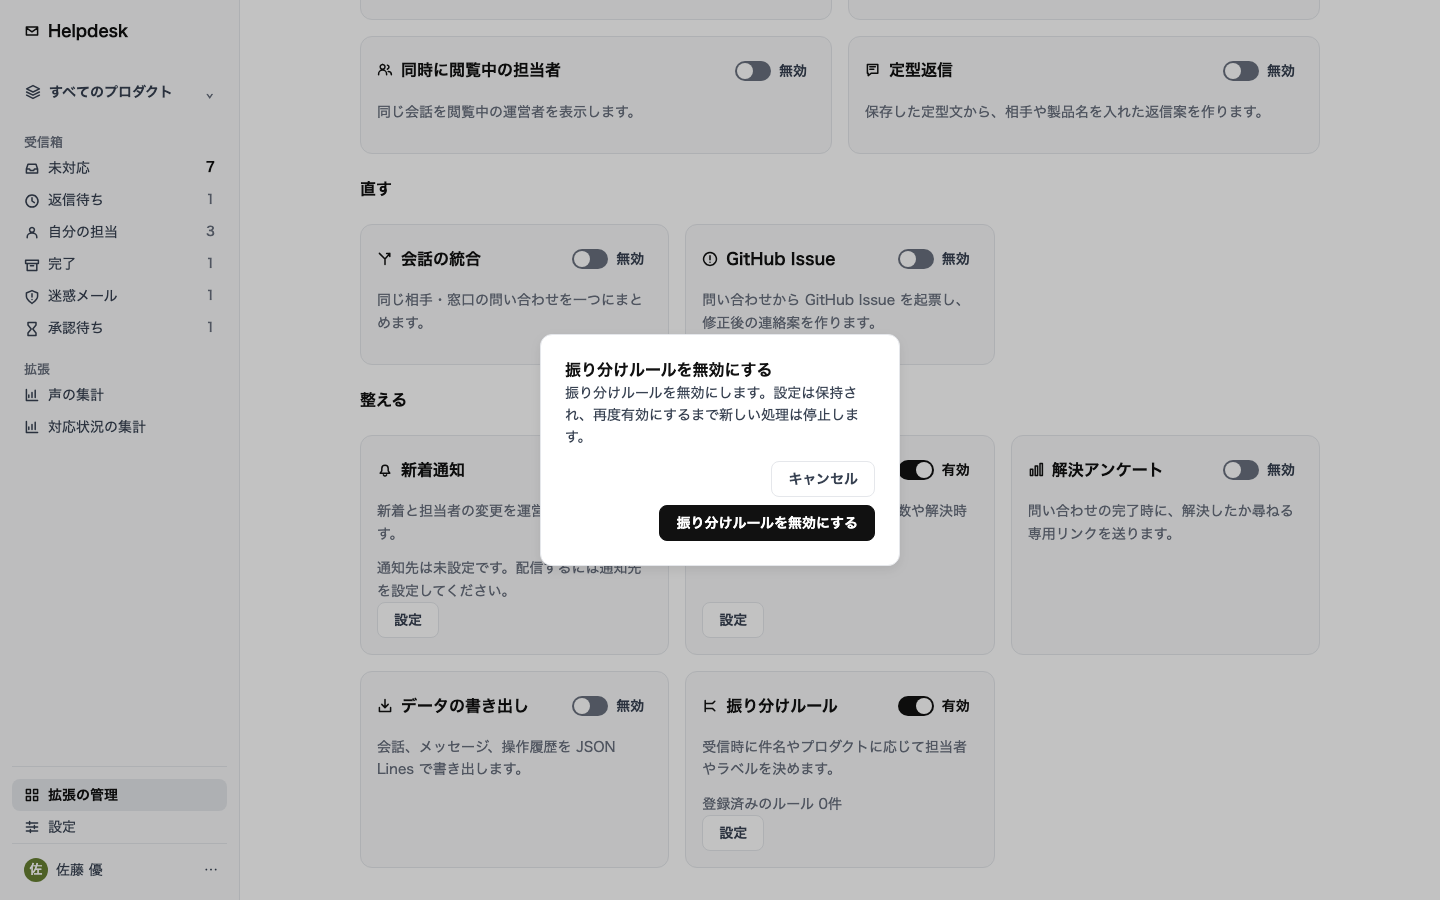 Helpdesk
すべてのプロダクト
受信箱
未対応 7
返信待ち 1
自分の担当 3
完了 1
迷惑メール 1
承認待ち 1
拡張
声の集計
対応状況の集計
拡張の管理
設定
佐 佐藤 優 …
同時に閲覧中の担当者 無効
同じ会話を閲覧中の運営者を表示します。
定型返信 無効
保存した定型文から、相手や製品名を入れた返信案を作ります。
直す
会話の統合 無効
同じ相手・窓口の問い合わせを一つにまと
めます。
GitHub Issue 無効
問い合わせから GitHub Issue を起票し、
修正後の連絡案を作ります。
整える
新着通知
新着と担当者の変更を運営
す。
通知先は未設定です。配信するには通知先
を設定してください。
設定
有効
数や解決時
設定
解決アンケート 無効
問い合わせの完了時に、解決したか尋ねる
専用リンクを送ります。
データの書き出し 無効
会話、メッセージ、操作履歴を JSON
Lines で書き出します。
振り分けルール 有効
受信時に件名やプロダクトに応じて担当者
やラベルを決めます。
登録済みのルール 0件
設定
振り分けルールを無効にする
振り分けルールを無効にします。設定は保持さ
れ、再度有効にするまで新しい処理は停止しま
す。
キャンセル
振り分けルールを無効にする